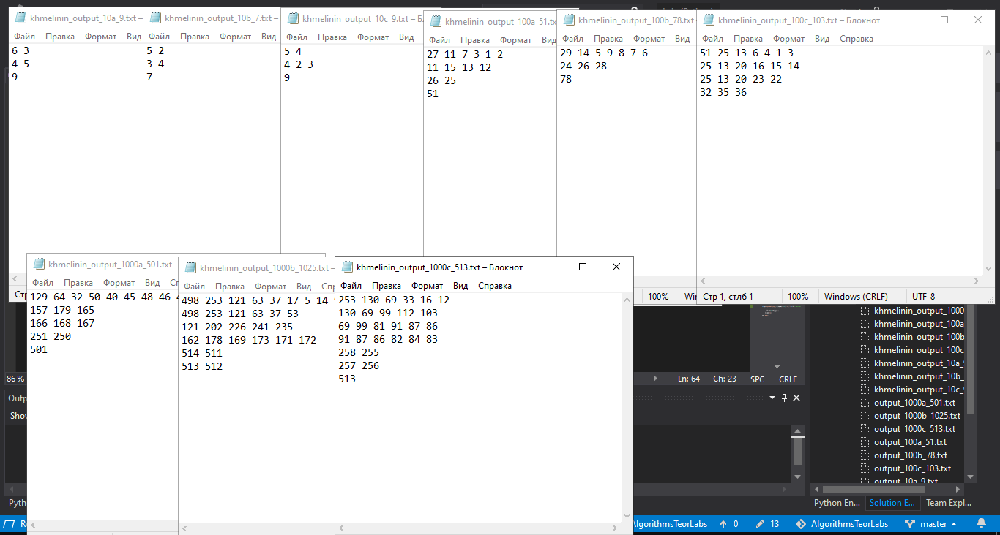 khmelinin_output_10a_9.txt –
Файл Правка Формат Вид
6 3
4 5
9
khmelinin_output_10b_7.txt –
Файл Правка Формат Вид
5 2
3 4
7
khmelinin_output_10c_9.txt – Б
Файл Правка Формат Вид
5 4
4 2 3
9
khmelinin_output_100a_51.tx
Файл Правка Формат
27 11 7 3 1 2
11 15 13 12
26 25
51
khmelinin_output_100b_78.txt
Файл Правка Формат Вид
29 14 5 9 8 7 6
24 26 28
78
100%
khmelinin_output_100c_103.txt – Блокнот
Файл Правка Формат Вид Справка
51 25 13 6 4 1 3
25 13 20 16 15 14
25 13 20 23 22
32 35 36
Стр 1, стлб 1 100% Windows (CRLF) UTF-8
khmelinin_output_1000a_501.txt –
Файл Правка Формат Вид
129 64 32 50 40 45 48 46
157 179 165
166 168 167
251 250
501
khmelinin_output_1000b_1025.txt –
Файл Правка Формат Вид
498 253 121 63 37 17 5 14
498 253 121 63 37 53
121 202 226 241 235
162 178 169 173 171 172
514 511
513 512
khmelinin_output_1000c_513.txt – Блокнот
Файл Правка Формат Вид Справка
253 130 69 33 16 12
130 69 99 112 103
69 99 81 91 87 86
91 87 86 82 84 83
258 255
257 256
513
86 %
Ln: 64 Ch: 23 SPC CRLF
khmelinin_output_1000
khmelinin_output_100a
khmelinin_output_100b
khmelinin_output_100c
khmelinin_output_10a_
khmelinin_output_10b_
khmelinin_output_10c_
output_1000a_501.txt
output_1000b_1025.txt
output_1000c_513.txt
output_100a_51.txt
output_100b_78.txt
output_100c_103.txt
output_10a_9.txt
Python En... Solution E... Team Expl...
AlgorithmsTeorLabs 0 13 AlgorithmsTeorLabs master